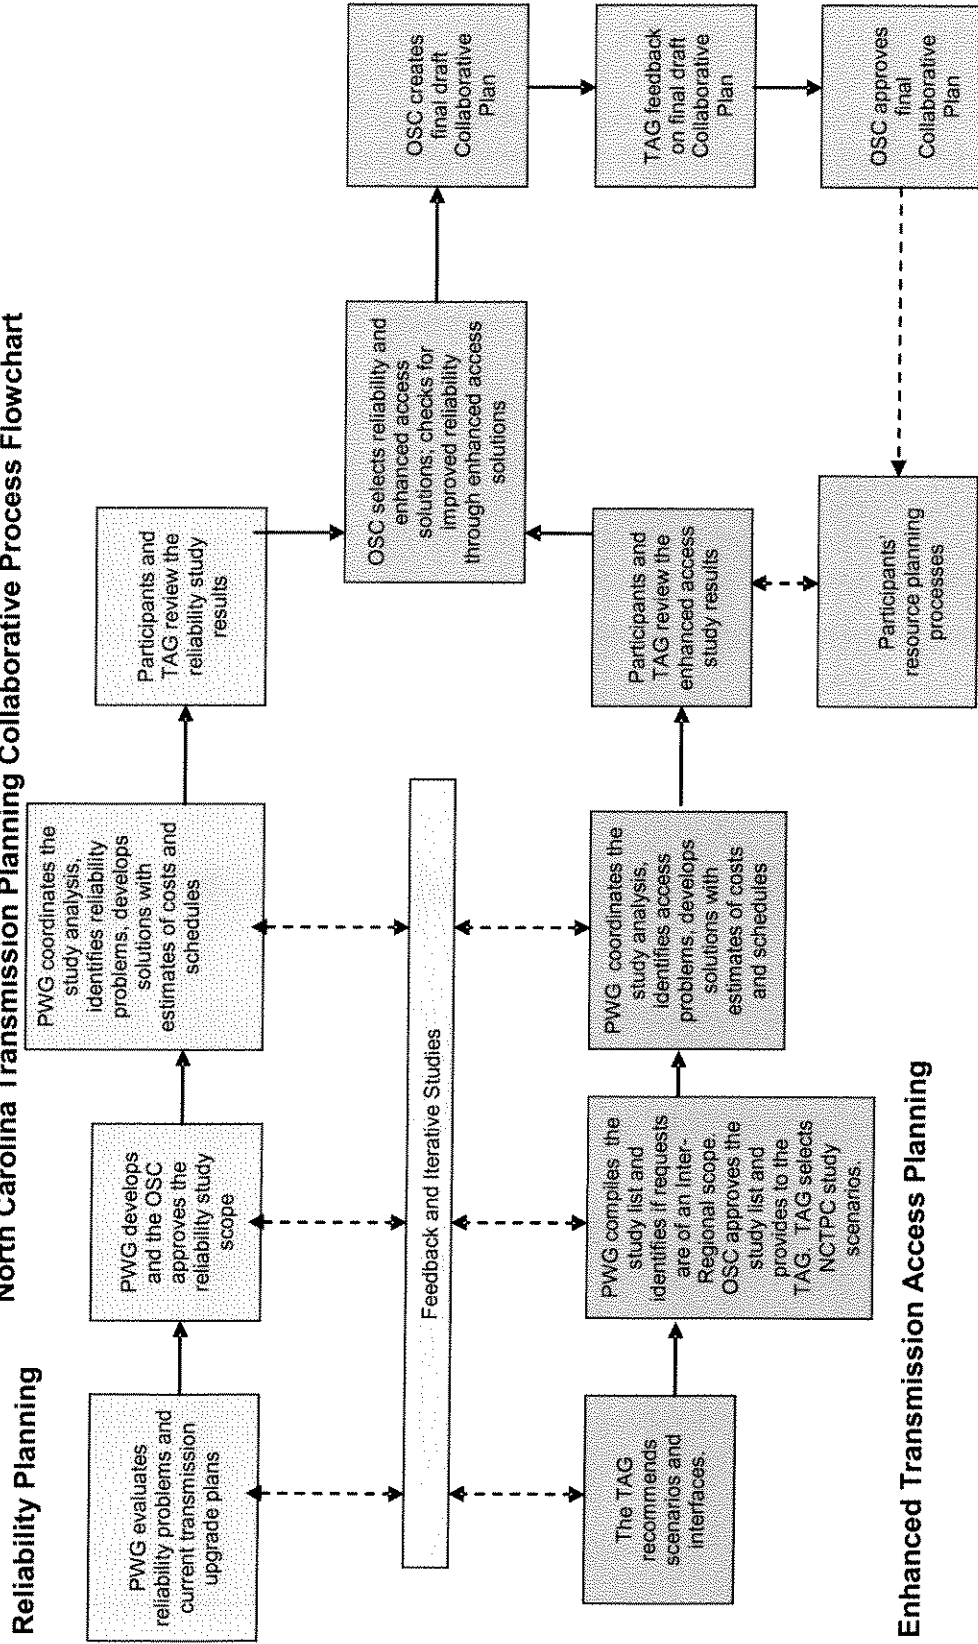 North Carolina Transmission Planning Collaborative Process Flowchart
Reliability Planning
PWG evaluates
reliability problems and
current transmission
upgrade plans
PWG develops
and the OSC
approves the
reliability study
scope
PWG coordinates the
study analysis,
identifies reliability
problems, develops
solutions with
estimates of costs and
schedules
Participants and
TAG review the
reliability study
results
Feedback and Iterative Studies
OSC selects reliability and
enhanced access
solutions; checks for
improved reliability
through enhanced access
solutions
OSC creates
final draft
Collaborative
Plan
TAG feedback
on final draft
Collaborative
Plan
OSC approves
final
Collaborative
Plan
The TAG
recommends
scenarios and
interfaces.
PWG compiles the
study list and
identifies if requests
are of an Inter-
Regional scope.
OSC approves the
study list and
provides to the
TAG. TAG selects
NCTPC study
scenarios.
PWG coordinates the
study analysis,
identifies access
problems, develops
solutions with
estimates of costs
and schedules
Participants and
TAG review the
enhanced access
study results
Participants'
resource planning
processes
Enhanced Transmission Access Planning